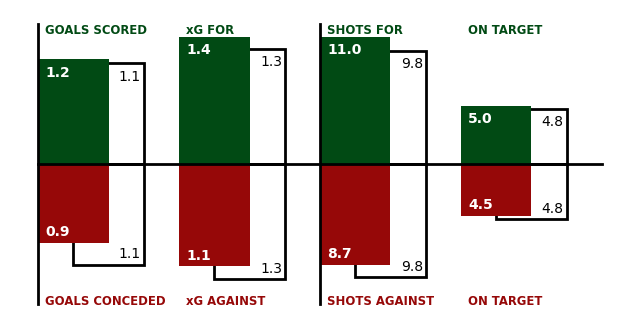 GOALS SCORED xG FOR SHOTS FOR ON TARGET
1.2 1.1 1.4 1.3 11.0 9.8 5.0 4.8
0.9 1.1 1.1 1.3 8.7 9.8 4.5 4.8
GOALS CONCEDED xG AGAINST SHOTS AGAINST ON TARGET